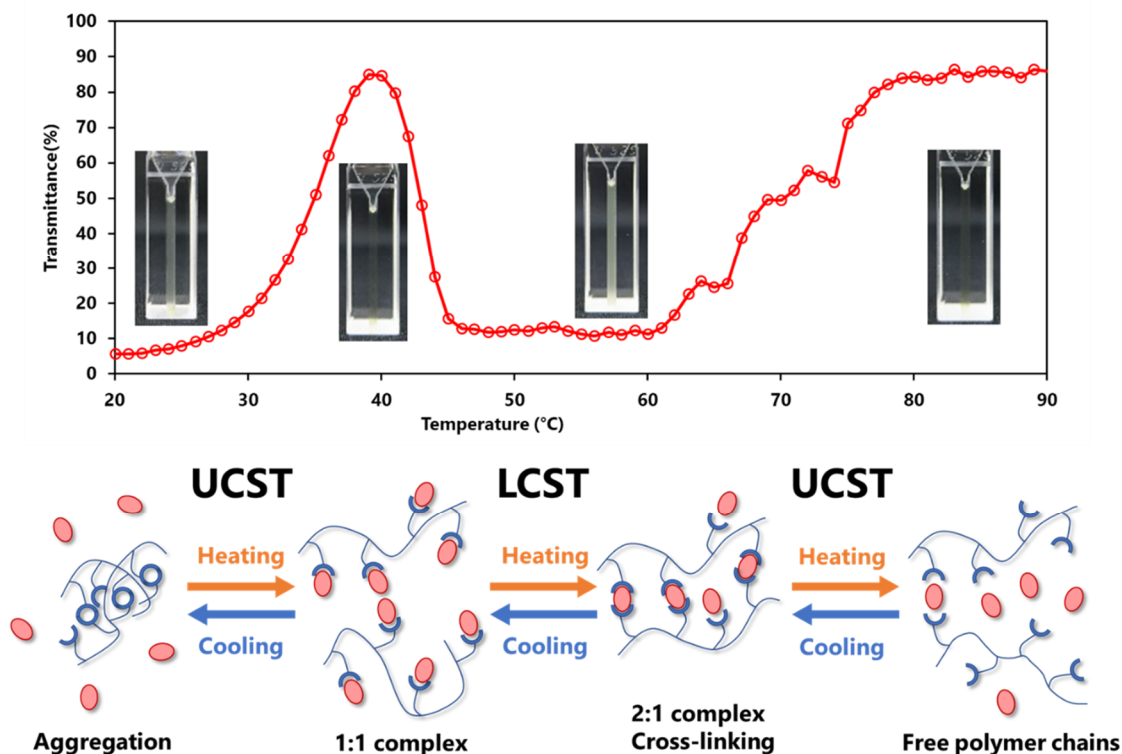 100
90
80
70
60
50
40
30
20
10
0
Transmittance(%)
20 30 40 50 60 70 80 90
Temperature (°C)
UCST LCST UCST
Heating Heating Heating
Cooling Cooling Cooling
Aggregation 1:1 complex 2:1 complex
Cross-linking Free polymer chains